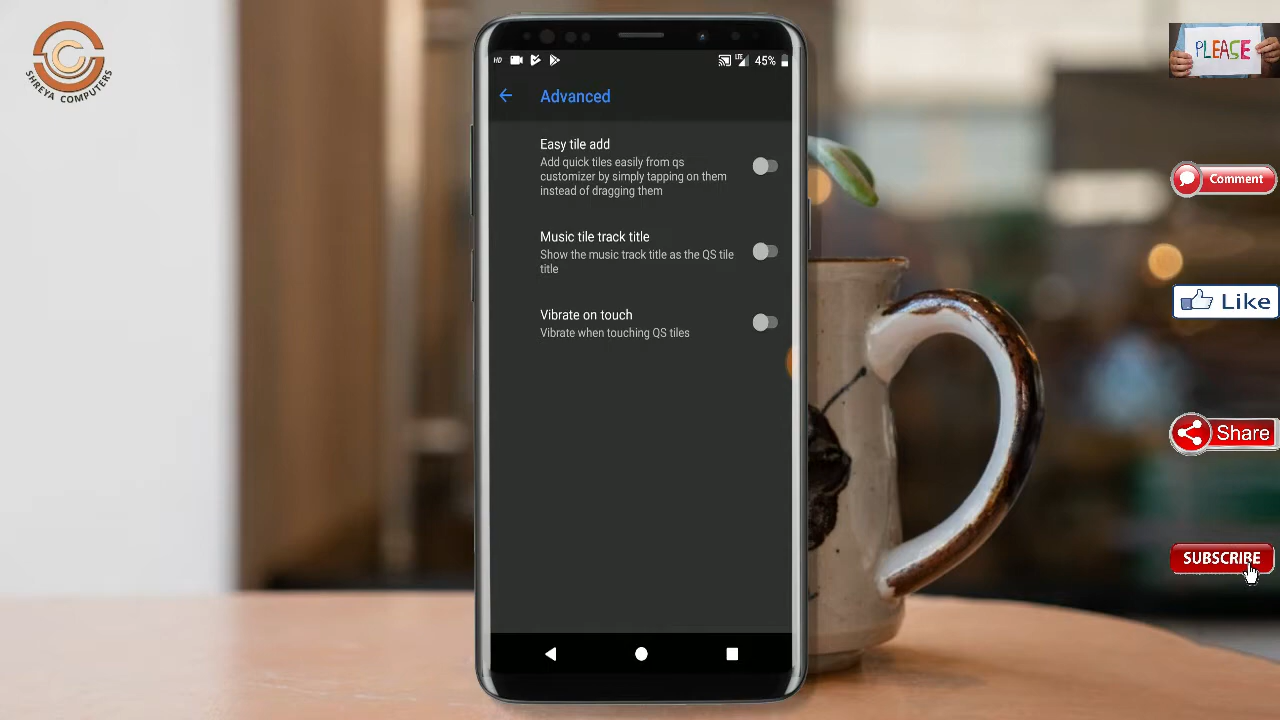 SHREYA COMPUTERS
HD
LTE
45%
Advanced
Easy tile add
Add quick tiles easily from qs
customizer by simply tapping on them
instead of dragging them
Music tile track title
Show the music track title as the QS tile
title
Vibrate on touch
Vibrate when touching QS tiles
PLEASE
Comment
Like
Share
SUBSCRIBE